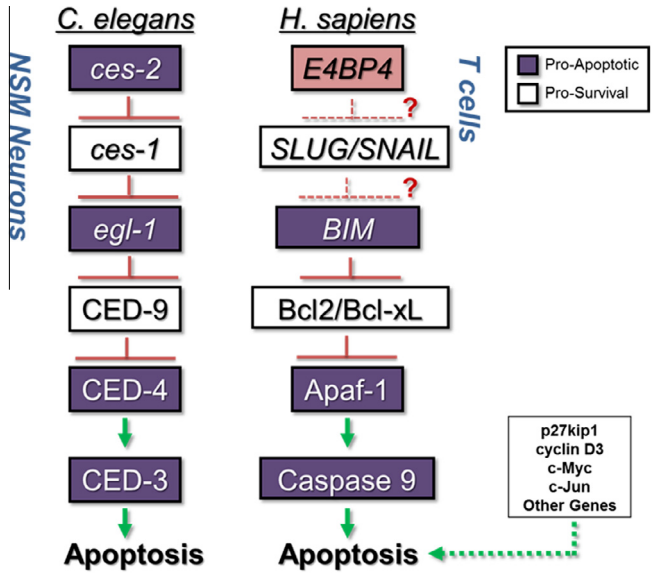 C. elegans
H. sapiens
NSM Neurons
T cells
ces-2
E4BP4
Pro-Apoptotic
Pro-Survival
?
ces-1
SLUG/SNAIL
?
egl-1
BIM
CED-9
Bcl2/Bcl-xL
CED-4
Apaf-1
CED-3
Caspase 9
p27kip1
cyclin D3
c-Myc
c-Jun
Other Genes
Apoptosis
Apoptosis